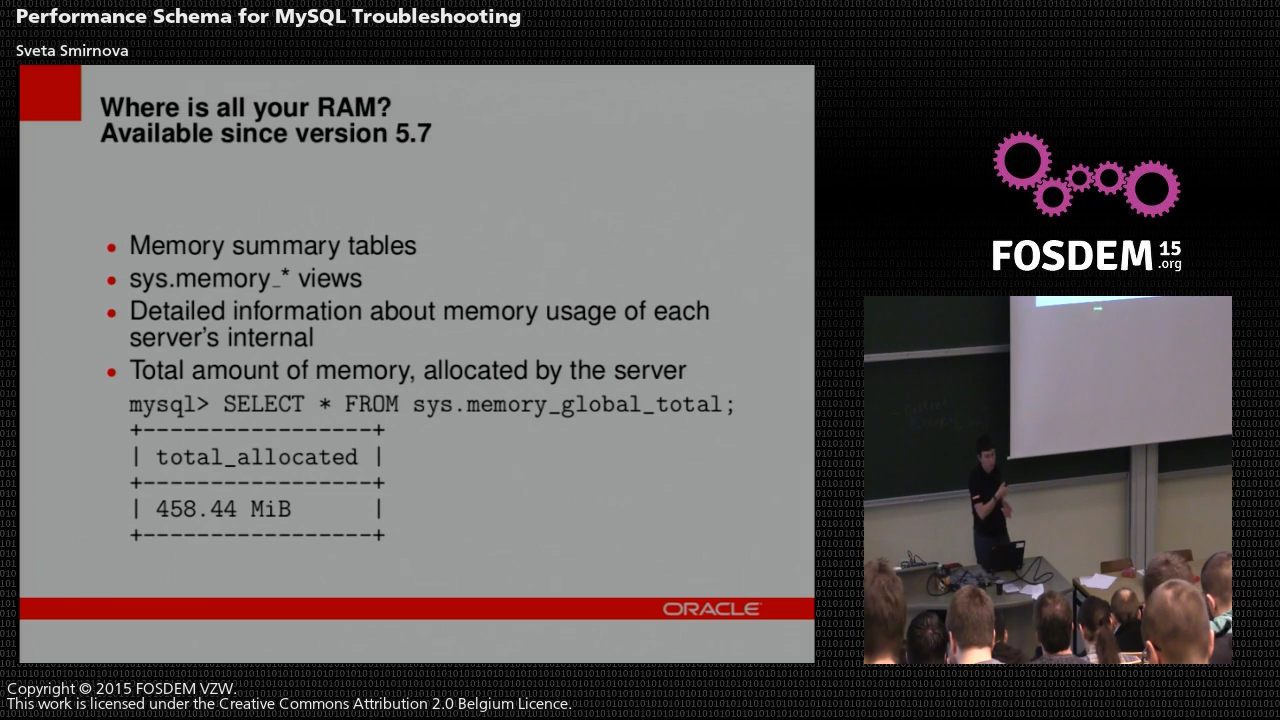 Performance Schema for MySQL Troubleshooting
Sveta Smirnova
Where is all your RAM?
Available since version 5.7
• Memory summary tables
• sys.memory_* views
• Detailed information about memory usage of each
server's internal
• Total amount of memory, allocated by the server
mysql> SELECT * FROM sys.memory_global_total;
+-----------------+
| total_allocated |
+-----------------+
| 458.44 MiB      |
+-----------------+
ORACLE
FOSDEM 15
.org
Copyright © 2015 FOSDEM VZW.
This work is licensed under the Creative Commons Attribution 2.0 Belgium Licence.